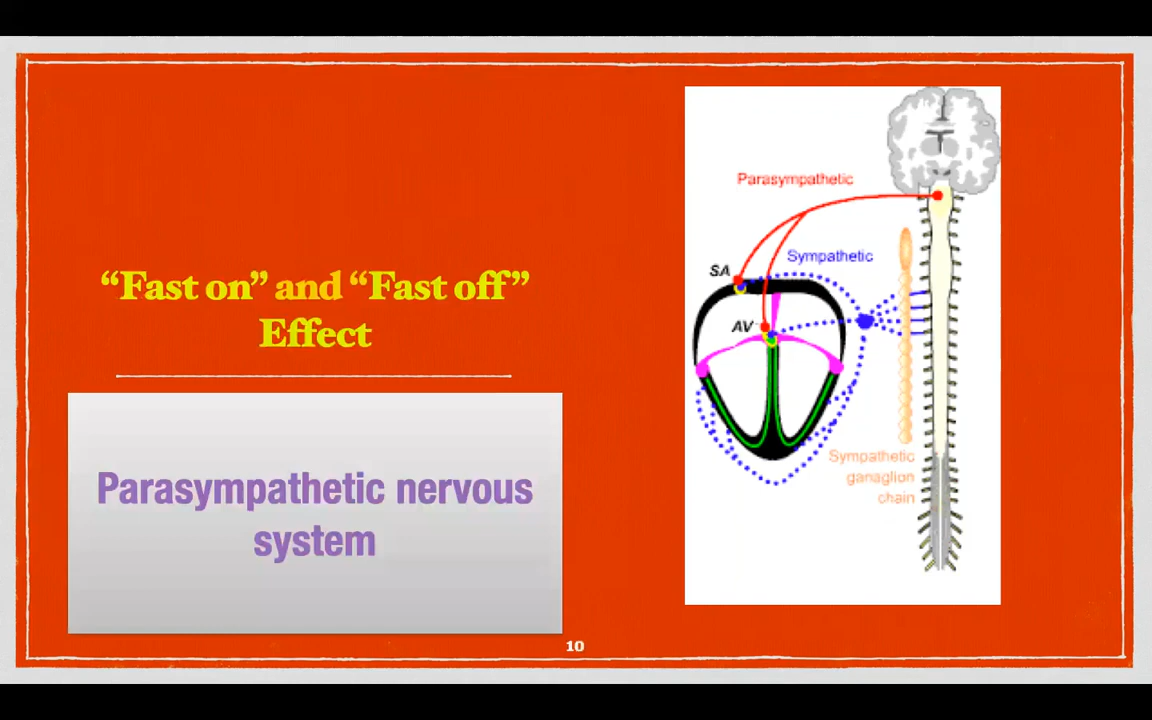 “Fast on” and “Fast off”
Effect
Parasympathetic nervous
system
Parasympathetic
Sympathetic
SA
AV
Sympathetic
ganaglion
chain
10